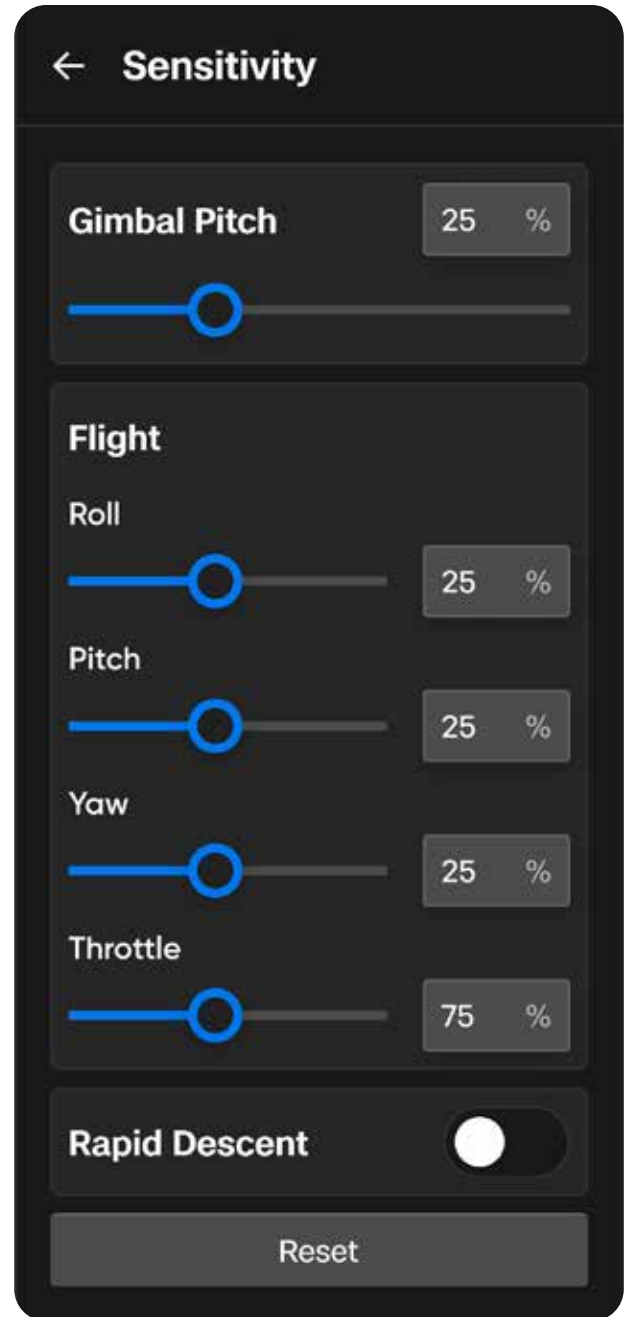 Sensitivity
Gimbal Pitch 25 %
Flight
Roll
25 %
Pitch
25 %
Yaw
25 %
Throttle
75 %
Rapid Descent
Reset